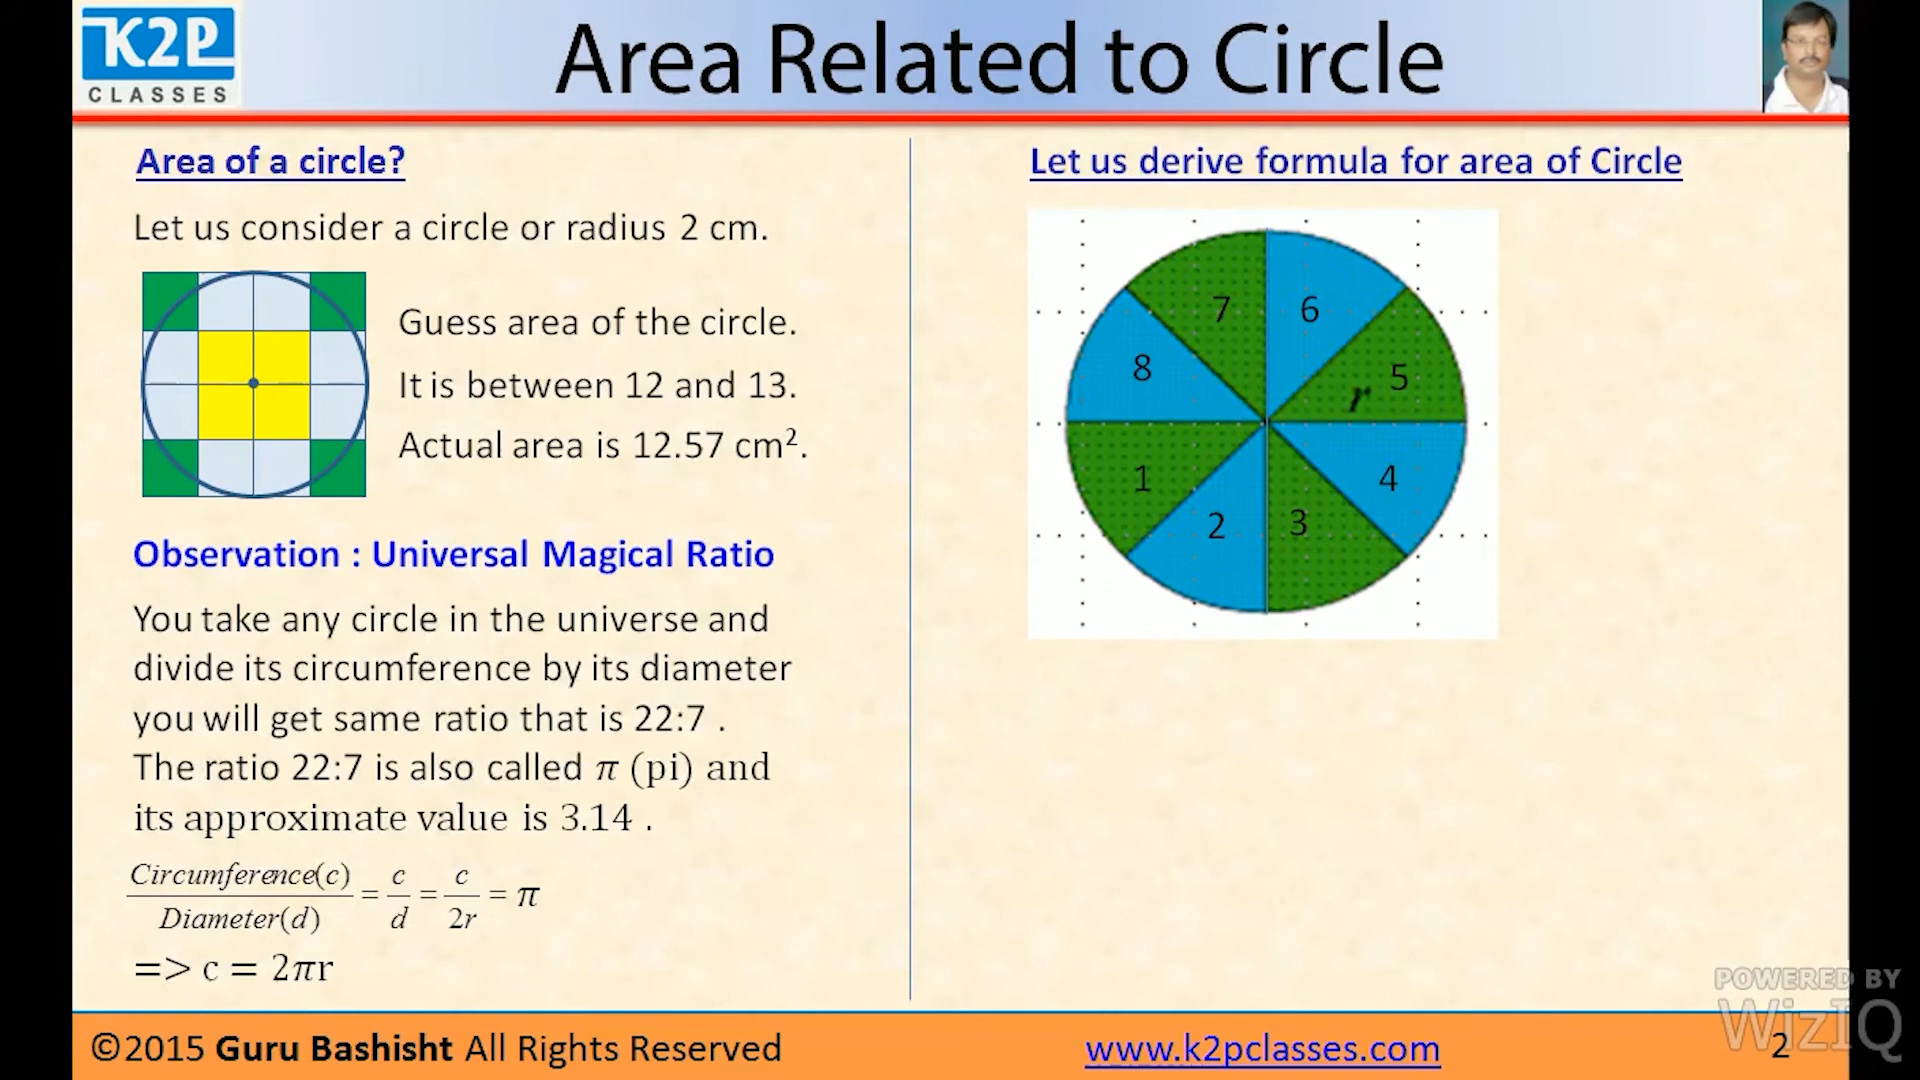 K2P
CLASSES
Area Related to Circle
Area of a circle?
Let us consider a circle or radius 2 cm.
Guess area of the circle.
It is between 12 and 13.
Actual area is 12.57 cm².
Observation : Universal Magical Ratio
You take any circle in the universe and
divide its circumference by its diameter
you will get same ratio that is 22:7 .
The ratio 22:7 is also called π (pi) and
its approximate value is 3.14 .
Circumference(c)/Diameter(d) = c/d = c/2r = π
=> c = 2πr
Let us derive formula for area of Circle
7 6
8 r 5
1 4
2 3
©2015 Guru Bashisht All Rights Reserved
www.k2pclasses.com
2
POWERED BY
WizIQ